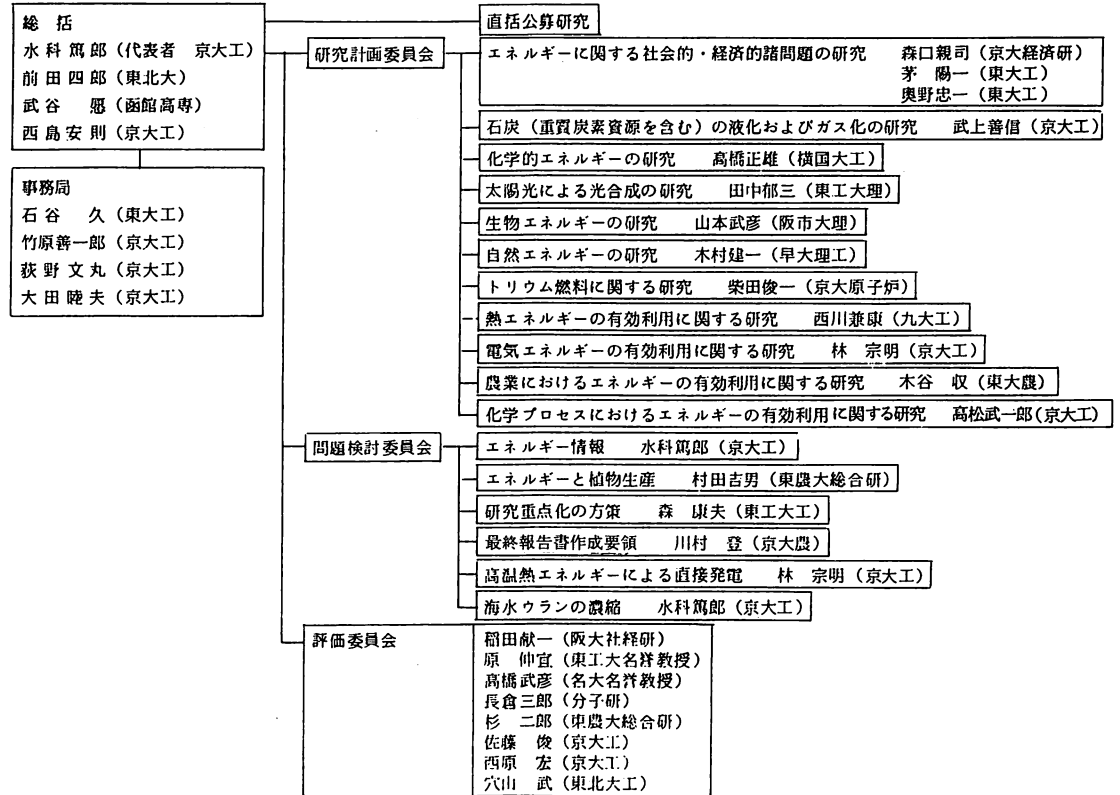 総括
水科篤郎(代表者 京大工)
前田四郎(東北大)
武谷 愿(函館高専)
西島安則(京大工)
事務局
石谷 久(東大工)
竹原善一郎(京大工)
荻野文丸(京大工)
大田陸夫(京大工)
直括公募研究
研究計画委員会
エネルギーに関する社会的・経済的諸問題の研究 森口親司(京大経済研)
茅 陽一(東大工)
奥野忠一(東大工)
石炭(重質炭素資源を含む)の液化およびガス化の研究 武上善信(京大工)
化学的エネルギーの研究 高橋正雄(横国大工)
太陽光による光合成の研究 田中郁三(東工大理)
生物エネルギーの研究 山本武彦(阪市大理)
自然エネルギーの研究 木村建一(早大理工)
トリウム燃料に関する研究 柴田俊一(京大原子炉)
熱エネルギーの有効利用に関する研究 西川兼康(九大工)
電気エネルギーの有効利用に関する研究 林 宗明(京大工)
農業におけるエネルギーの有効利用に関する研究 木谷 収(東大農)
化学プロセスにおけるエネルギーの有効利用に関する研究 高松武一郎(京大工)
問題検討委員会
エネルギー情報 水科篤郎(京大工)
エネルギーと植物生産 村田吉男(東農大総合研)
研究重点化の方策 森 康夫(東工大工)
最終報告書作成要領 川村 登(京大農)
高温熱エネルギーによる直接発電 林 宗明(京大工)
海水ウランの濃縮 水科篤郎(京大工)
評価委員会
稲田献一(阪大社経研)
原 伸宜(東工大名誉教授)
高橋武彦(名大名誉教授)
長倉三郎(分子研)
杉 二郎(東農大総合研)
佐藤 俊(京大工)
西原 宏(京大工)
穴山 武(東北大工)